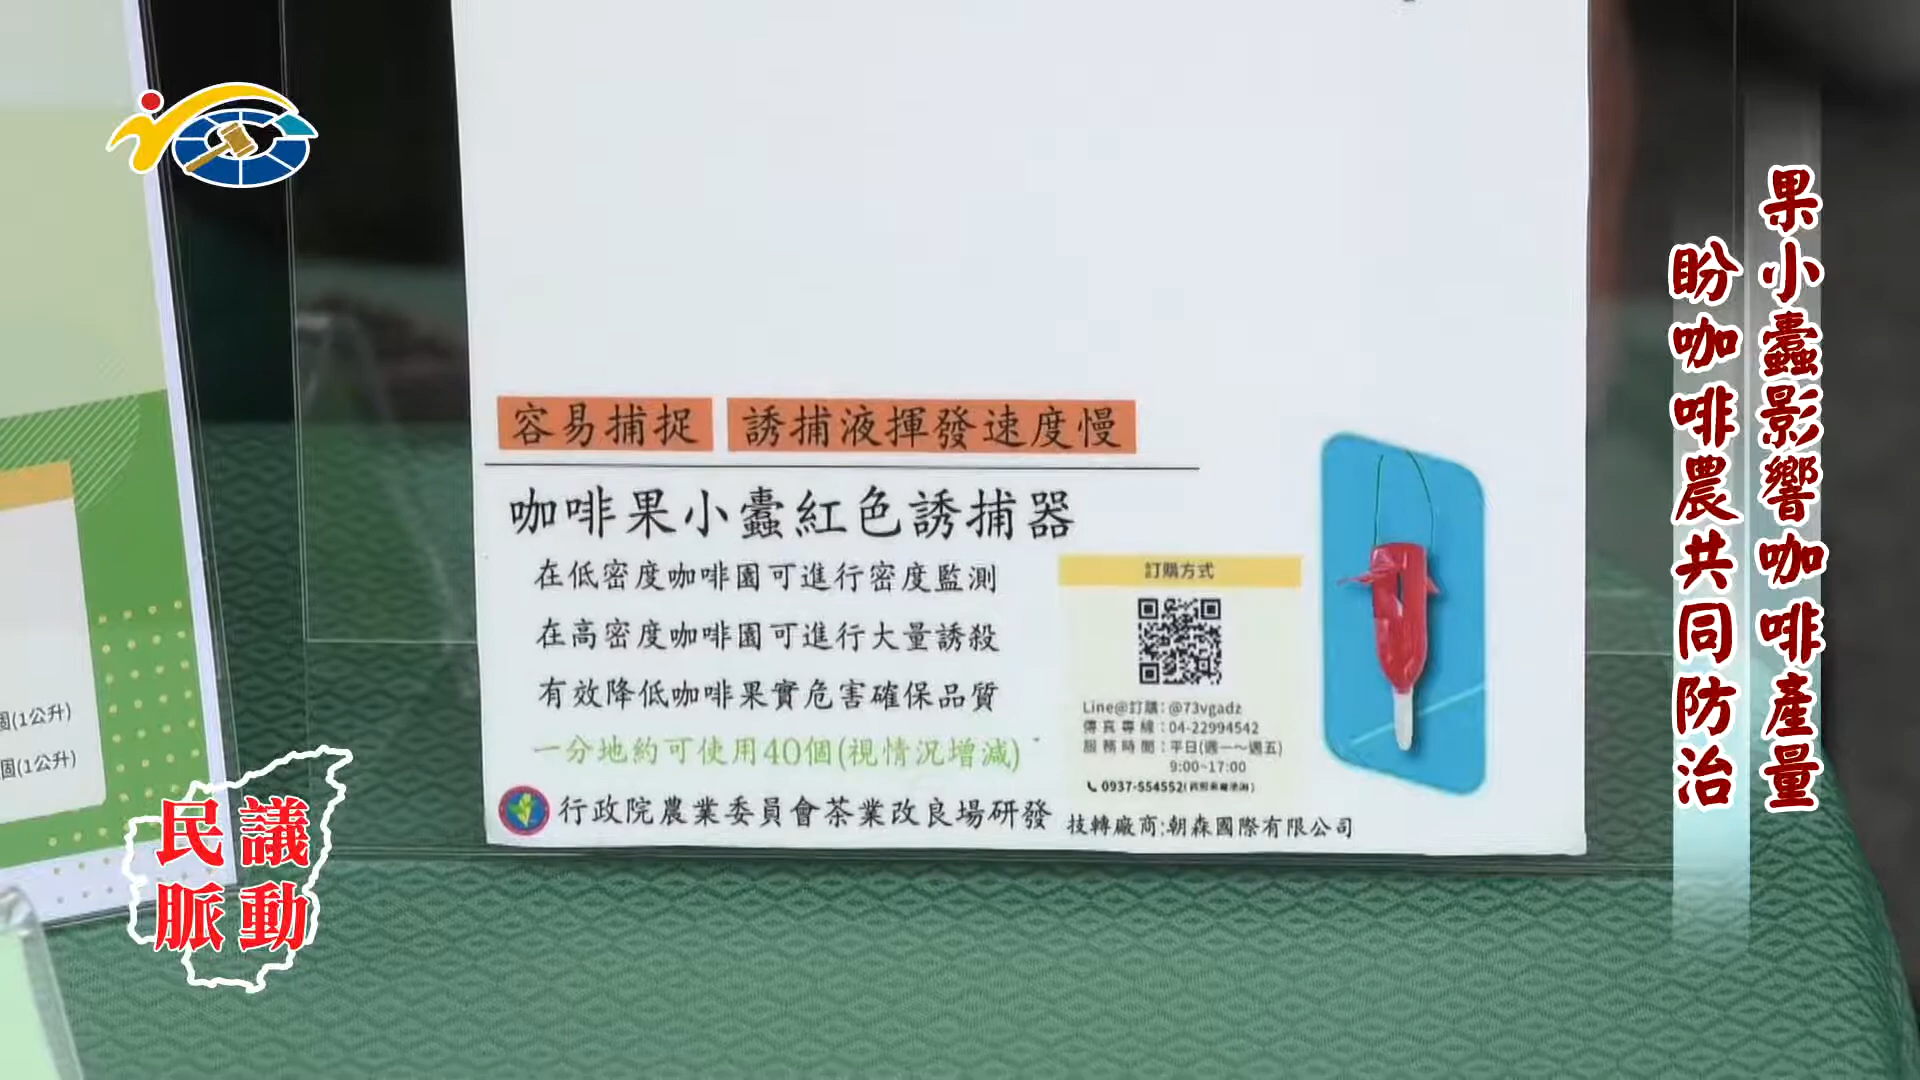 果小蠹影響咖啡產量
盼咖啡農共同防治
容易捕捉 誘捕液揮發速度慢
咖啡果小蠹紅色誘捕器
在低密度咖啡園可進行密度監測
在高密度咖啡園可進行大量誘殺
有效降低咖啡果實危害確保品質
一分地約可使用40個(視情況增減)
行政院農業委員會茶業改良場研發
訂購方式
Line@訂購：@73vgadz
傳真專線：04-22994542
服務時間：平日(週一～週五)
9:00~17:00
0937-554552
技轉廠商:朝森國際有限公司
個(1公升)
個(1公升)
民議
脈動